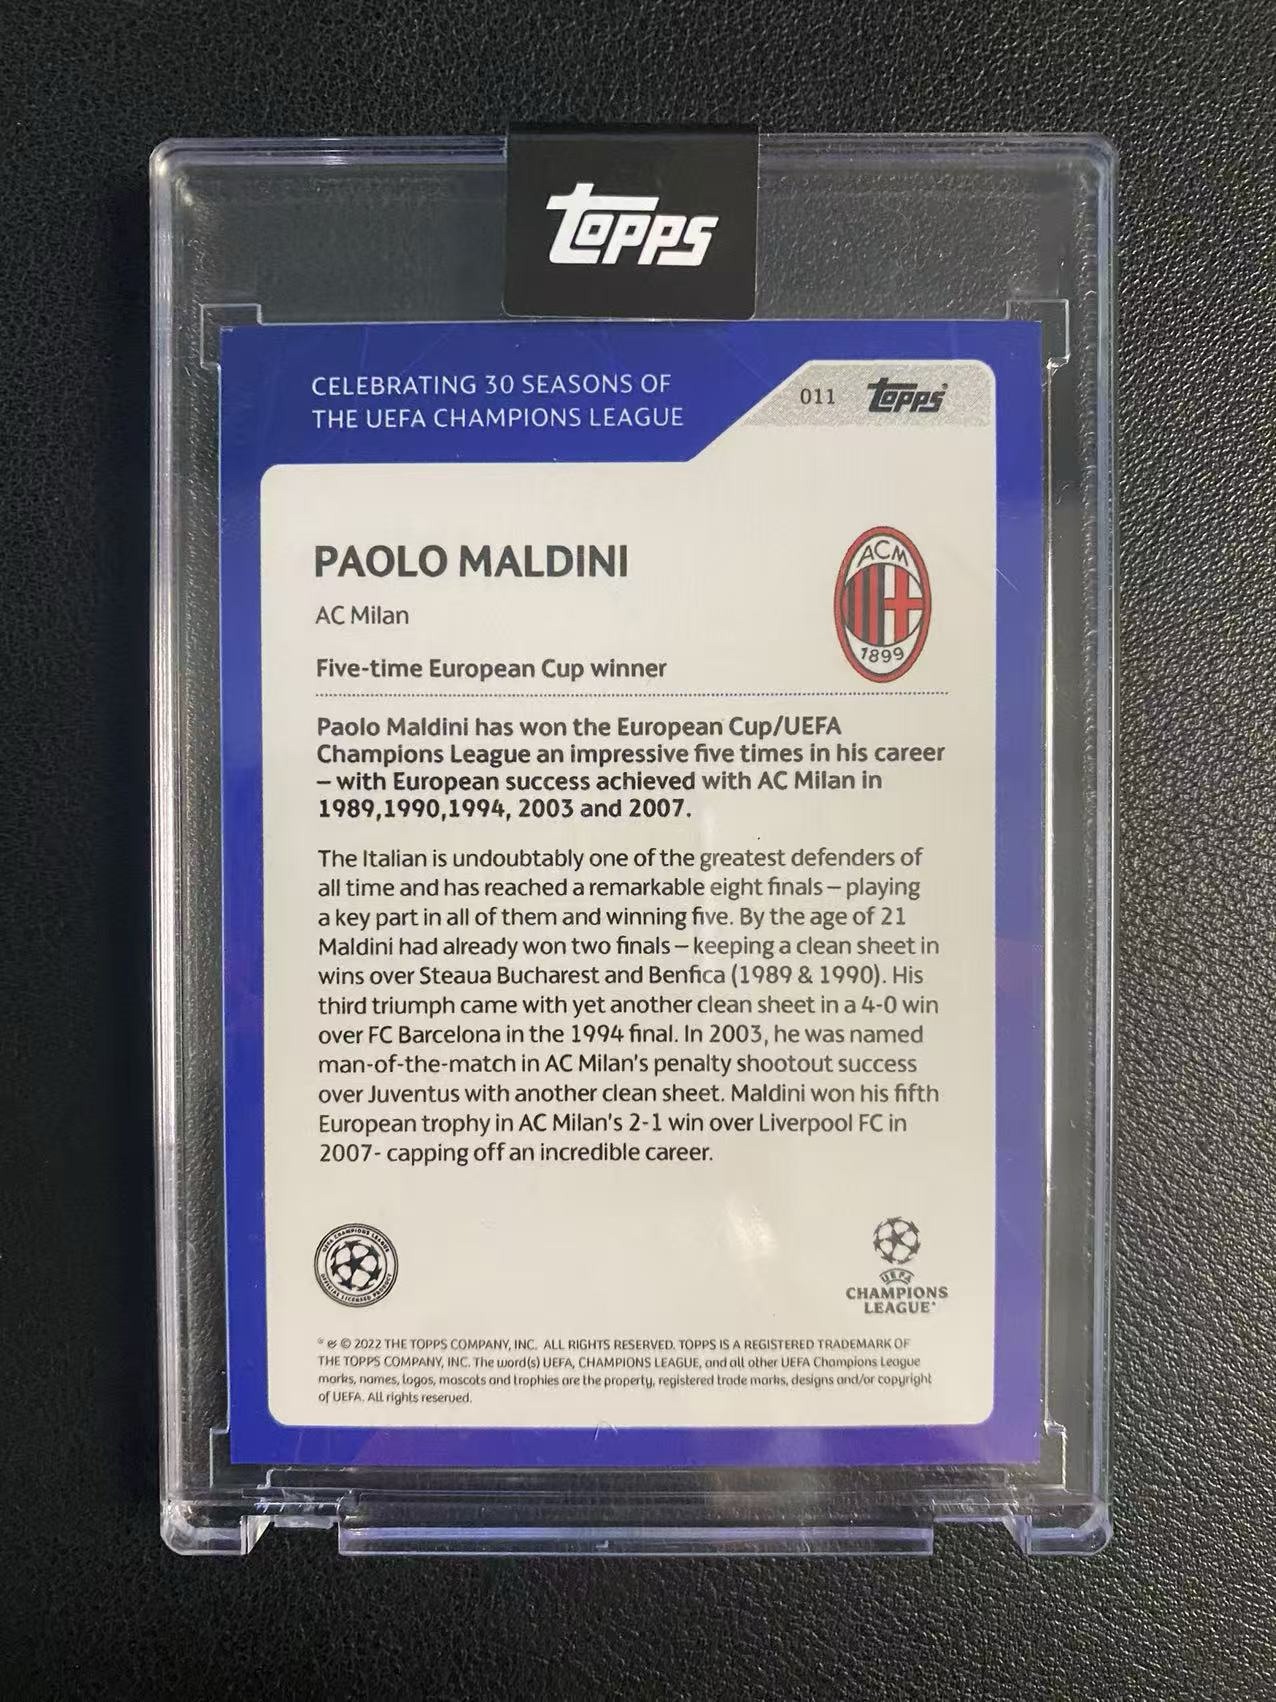 TOPPS
CELEBRATING 30 SEASONS OF
THE UEFA CHAMPIONS LEAGUE
011 TOPPS
PAOLO MALDINI
AC Milan
Five-time European Cup winner
ACM
1899
Paolo Maldini has won the European Cup/UEFA
Champions League an impressive five times in his career
– with European success achieved with AC Milan in
1989,1990,1994, 2003 and 2007.
The Italian is undoubtably one of the greatest defenders of
all time and has reached a remarkable eight finals – playing
a key part in all of them and winning five. By the age of 21
Maldini had already won two finals – keeping a clean sheet in
wins over Steaua Bucharest and Benfica (1989 & 1990). His
third triumph came with yet another clean sheet in a 4-0 win
over FC Barcelona in the 1994 final. In 2003, he was named
man-of-the-match in AC Milan's penalty shootout success
over Juventus with another clean sheet. Maldini won his fifth
European trophy in AC Milan's 2-1 win over Liverpool FC in
2007- capping off an incredible career.
UEFA CHAMPIONS LEAGUE
OFFICIAL LICENSED PRODUCT
UEFA
CHAMPIONS
LEAGUE
® & © 2022 THE TOPPS COMPANY, INC. ALL RIGHTS RESERVED. TOPPS IS A REGISTERED TRADEMARK OF
THE TOPPS COMPANY, INC. The word(s) UEFA, CHAMPIONS LEAGUE, and all other UEFA Champions League
marks, names, logos, mascots and trophies are the property, registered trade marks, designs and/or copyright
of UEFA. All rights reserved.